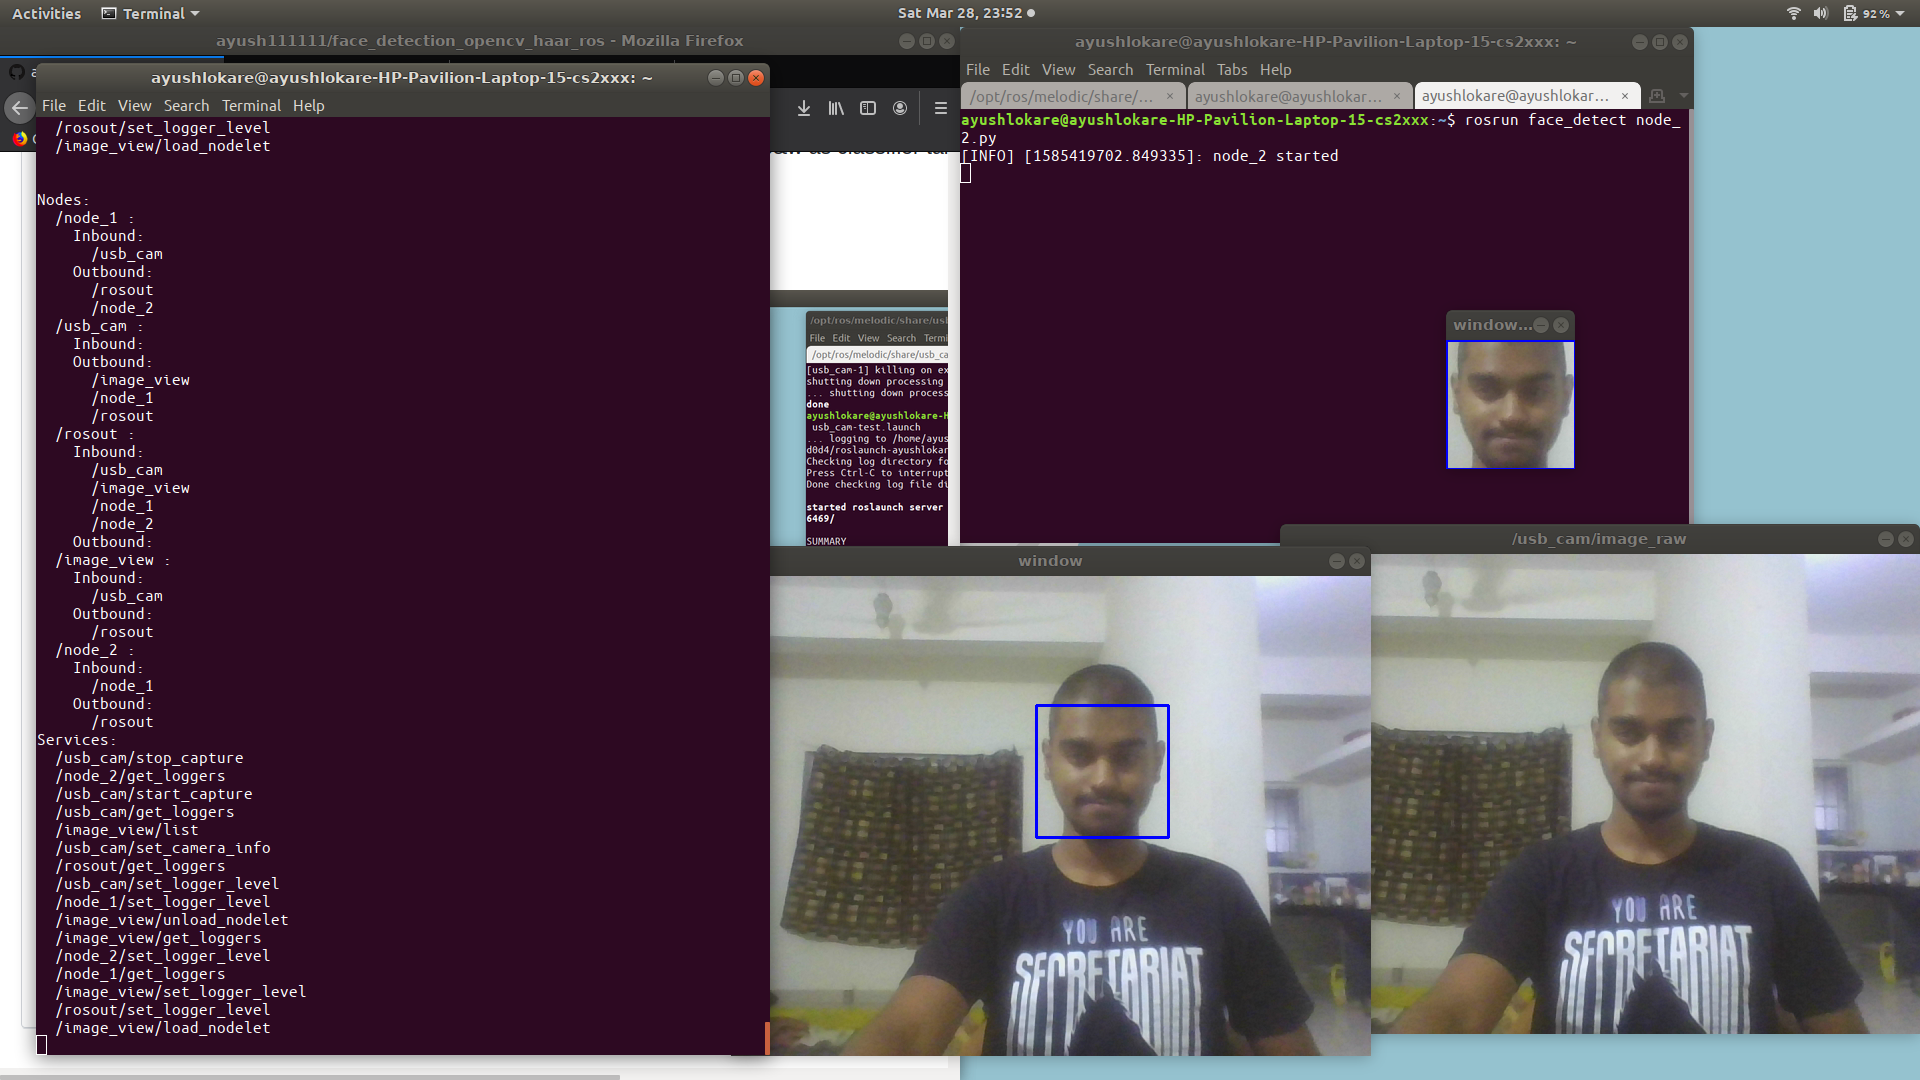 Activities
Terminal
Sat Mar 28, 23:52
92 %
ayush111111/face_detection_opencv_haar_ros - Mozilla Firefox
ayushlokare@ayushlokare-HP-Pavilion-Laptop-15-cs2xxx: ~
File Edit View Search Terminal Help
/rosout/set_logger_level
/image_view/load_nodelet
Nodes:
/node_1 :
Inbound:
/usb_cam
Outbound:
/rosout
/node_2
/usb_cam :
Inbound:
Outbound:
/image_view
/node_1
/rosout
/rosout :
Inbound:
/usb_cam
/image_view
/node_1
/node_2
Outbound:
/image_view :
Inbound:
/usb_cam
Outbound:
/rosout
/node_2 :
Inbound:
/node_1
Outbound:
/rosout
Services:
/usb_cam/stop_capture
/node_2/get_loggers
/usb_cam/start_capture
/usb_cam/get_loggers
/image_view/list
/usb_cam/set_camera_info
/rosout/get_loggers
/usb_cam/set_logger_level
/node_1/set_logger_level
/image_view/unload_nodelet
/image_view/get_loggers
/node_2/set_logger_level
/node_1/get_loggers
/image_view/set_logger_level
/rosout/set_logger_level
/image_view/load_nodelet
/opt/ros/melodic/share/usb
File Edit View Search Termi
/opt/ros/melodic/share/usb_ca
[usb_cam-1] killing on ex
shutting down processing
... shutting down process
done
ayushlokare@ayushlokare-H
usb_cam-test.launch
... logging to /home/ayus
d0d4/roslaunch-ayushlokar
Checking log directory fo
Press Ctrl-C to interrupt
Done checking log file di
started roslaunch server
6469/
SUMMARY
ayushlokare@ayushlokare-HP-Pavilion-Laptop-15-cs2xxx: ~
File Edit View Search Terminal Tabs Help
/opt/ros/melodic/share/...
ayushlokare@ayushlokar...
ayushlokare@ayushlokar...
ayushlokare@ayushlokare-HP-Pavilion-Laptop-15-cs2xxx:~$ rosrun face_detect node_
2.py
[INFO] [1585419702.849335]: node_2 started
window...
window
YOU ARE
SECRETARIAT
/usb_cam/image_raw
YOU ARE
SECRETARIAT